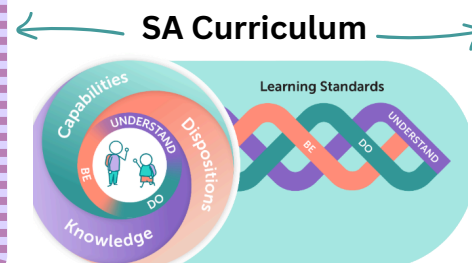 SA Curriculum
Capabilities
Dispositions
Knowledge
UNDERSTAND
BE
DO
Learning Standards
BE
DO
UNDERSTAND